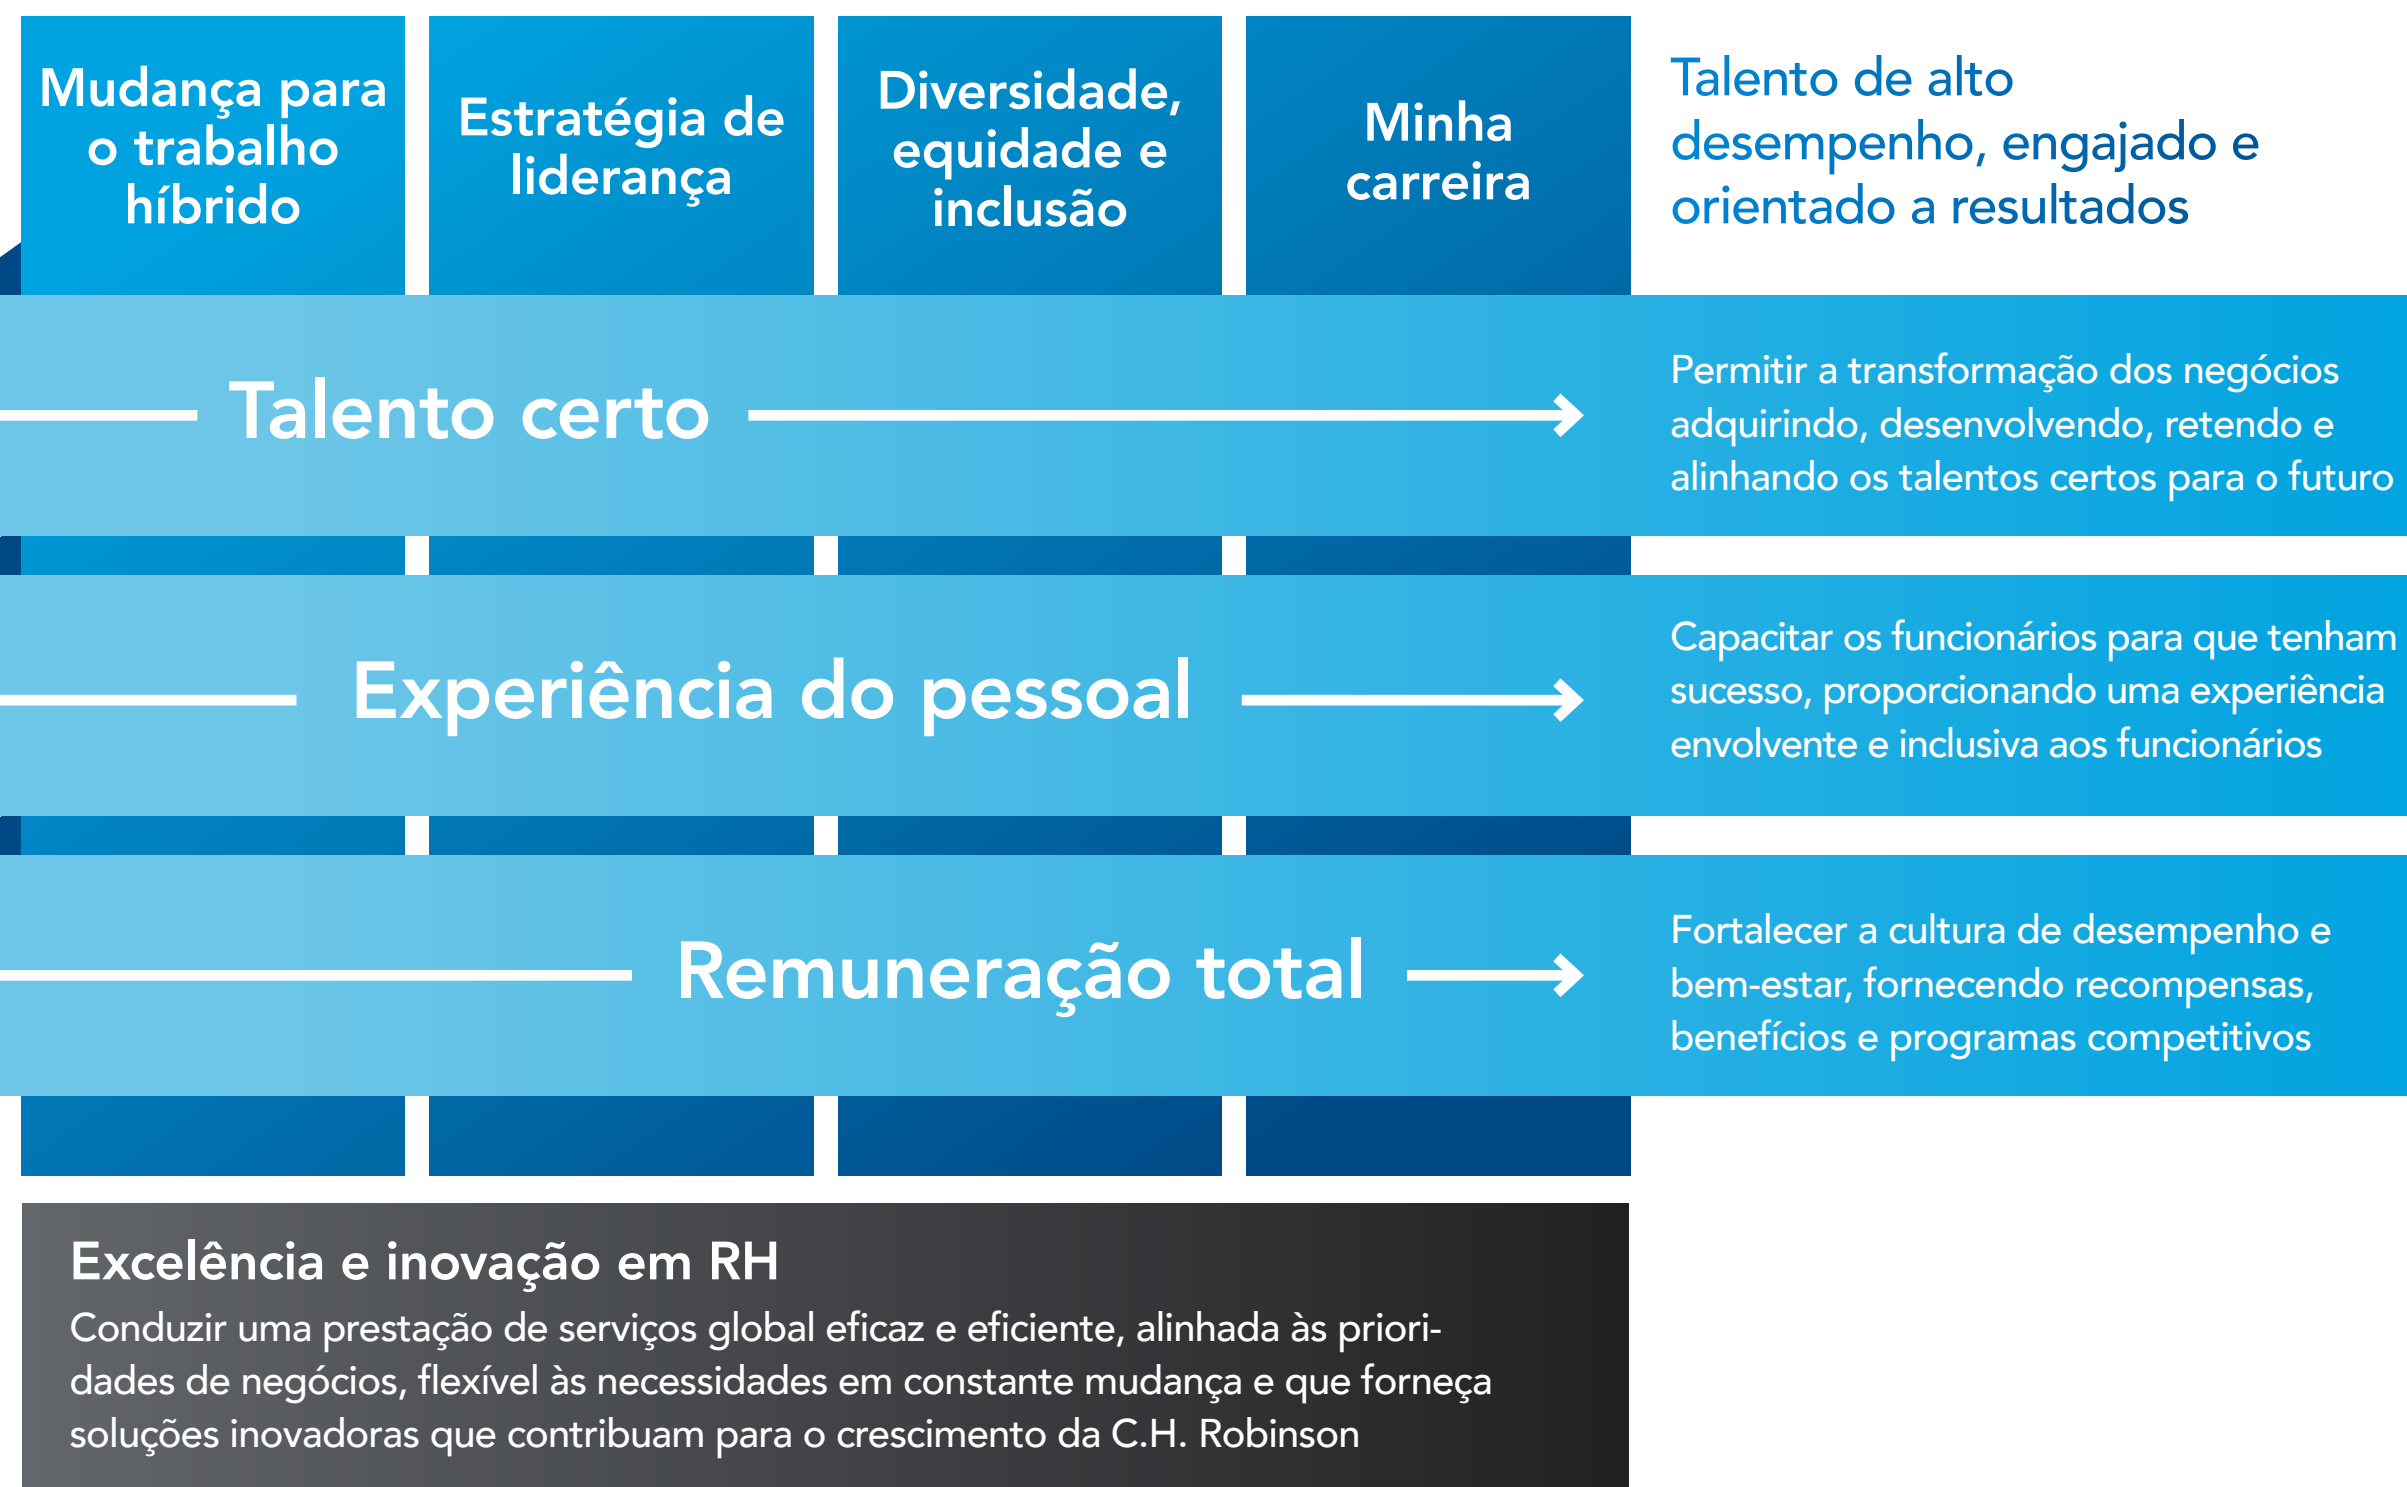 Mudança para
o trabalho
híbrido
Estratégia de
liderança
Diversidade,
equidade e
inclusão
Minha
carreira
Talento de alto
desempenho, engajado e
orientado a resultados
Talento certo
Permitir a transformação dos negócios
adquirindo, desenvolvendo, retendo e
alinhando os talentos certos para o futuro
Experiência do pessoal
Capacitar os funcionários para que tenham
sucesso, proporcionando uma experiência
envolvente e inclusiva aos funcionários
Remuneração total
Fortalecer a cultura de desempenho e
bem-estar, fornecendo recompensas,
benefícios e programas competitivos
Excelência e inovação em RH
Conduzir uma prestação de serviços global eficaz e eficiente, alinhada às priori-
dades de negócios, flexível às necessidades em constante mudança e que forneça
soluções inovadoras que contribuam para o crescimento da C.H. Robinson